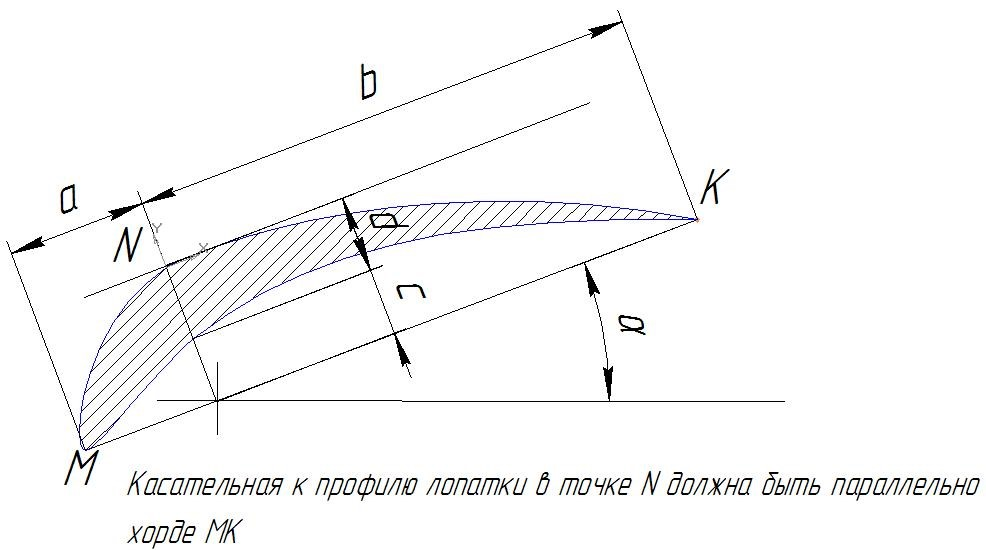 b
a
K
N
Y
X
d
c
α
M
Касательная к профилю лопатки в точке N должна быть параллельно
хорде МК